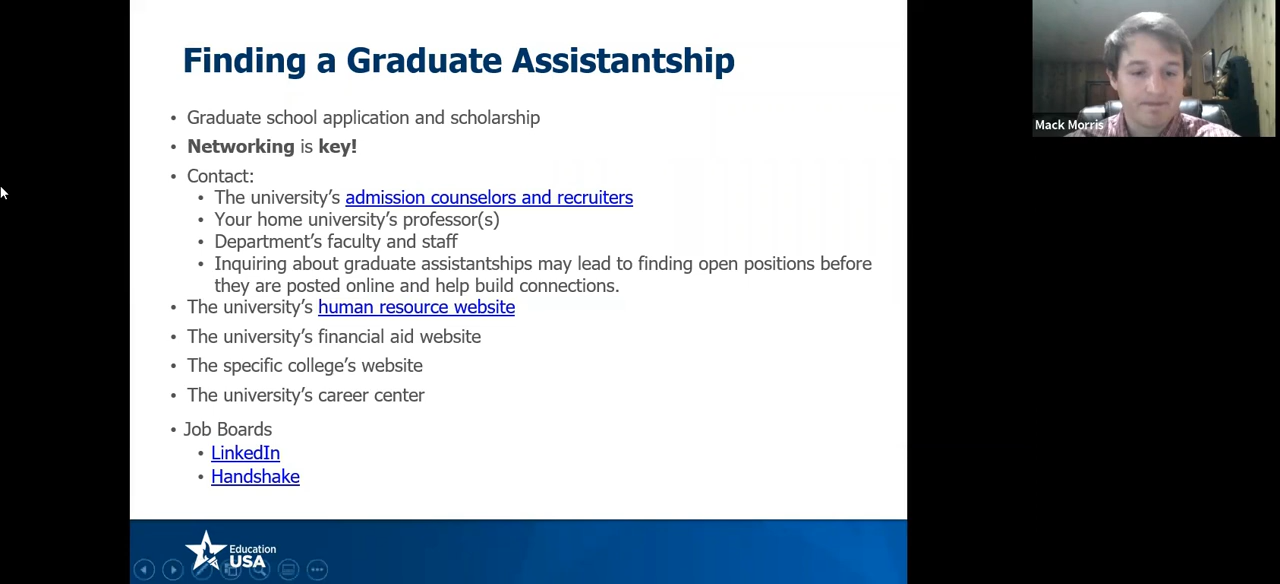 Finding a Graduate Assistantship
Graduate school application and scholarship
Networking is key!
Contact:
The university’s admission counselors and recruiters
Your home university’s professor(s)
Department’s faculty and staff
Inquiring about graduate assistantships may lead to finding open positions before
they are posted online and help build connections.
The university’s human resource website
The university’s financial aid website
The specific college’s website
The university’s career center
Job Boards
LinkedIn
Handshake
Education
USA
Mack Morris